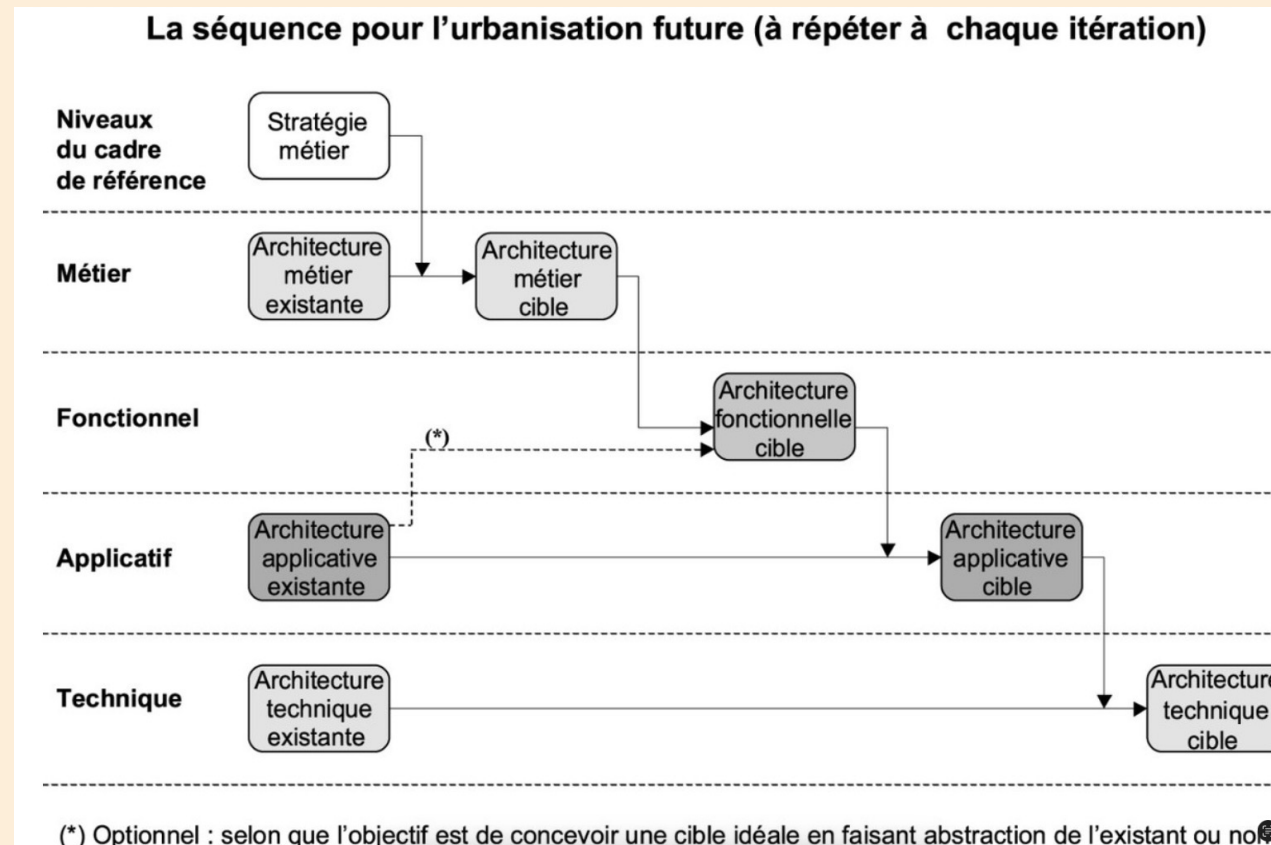 La séquence pour l'urbanisation future (à répéter à chaque itération)
Niveaux
du cadre
de référence
Stratégie
métier
Métier
Architecture
métier
existante
Architecture
métier
cible
Fonctionnel
Architecture
fonctionnelle
cible
(*)
Applicatif
Architecture
applicative
existante
Architecture
applicative
cible
Technique
Architecture
technique
existante
Architecture
technique
cible
(*) Optionnel : selon que l'objectif est de concevoir une cible idéale en faisant abstraction de l'existant ou